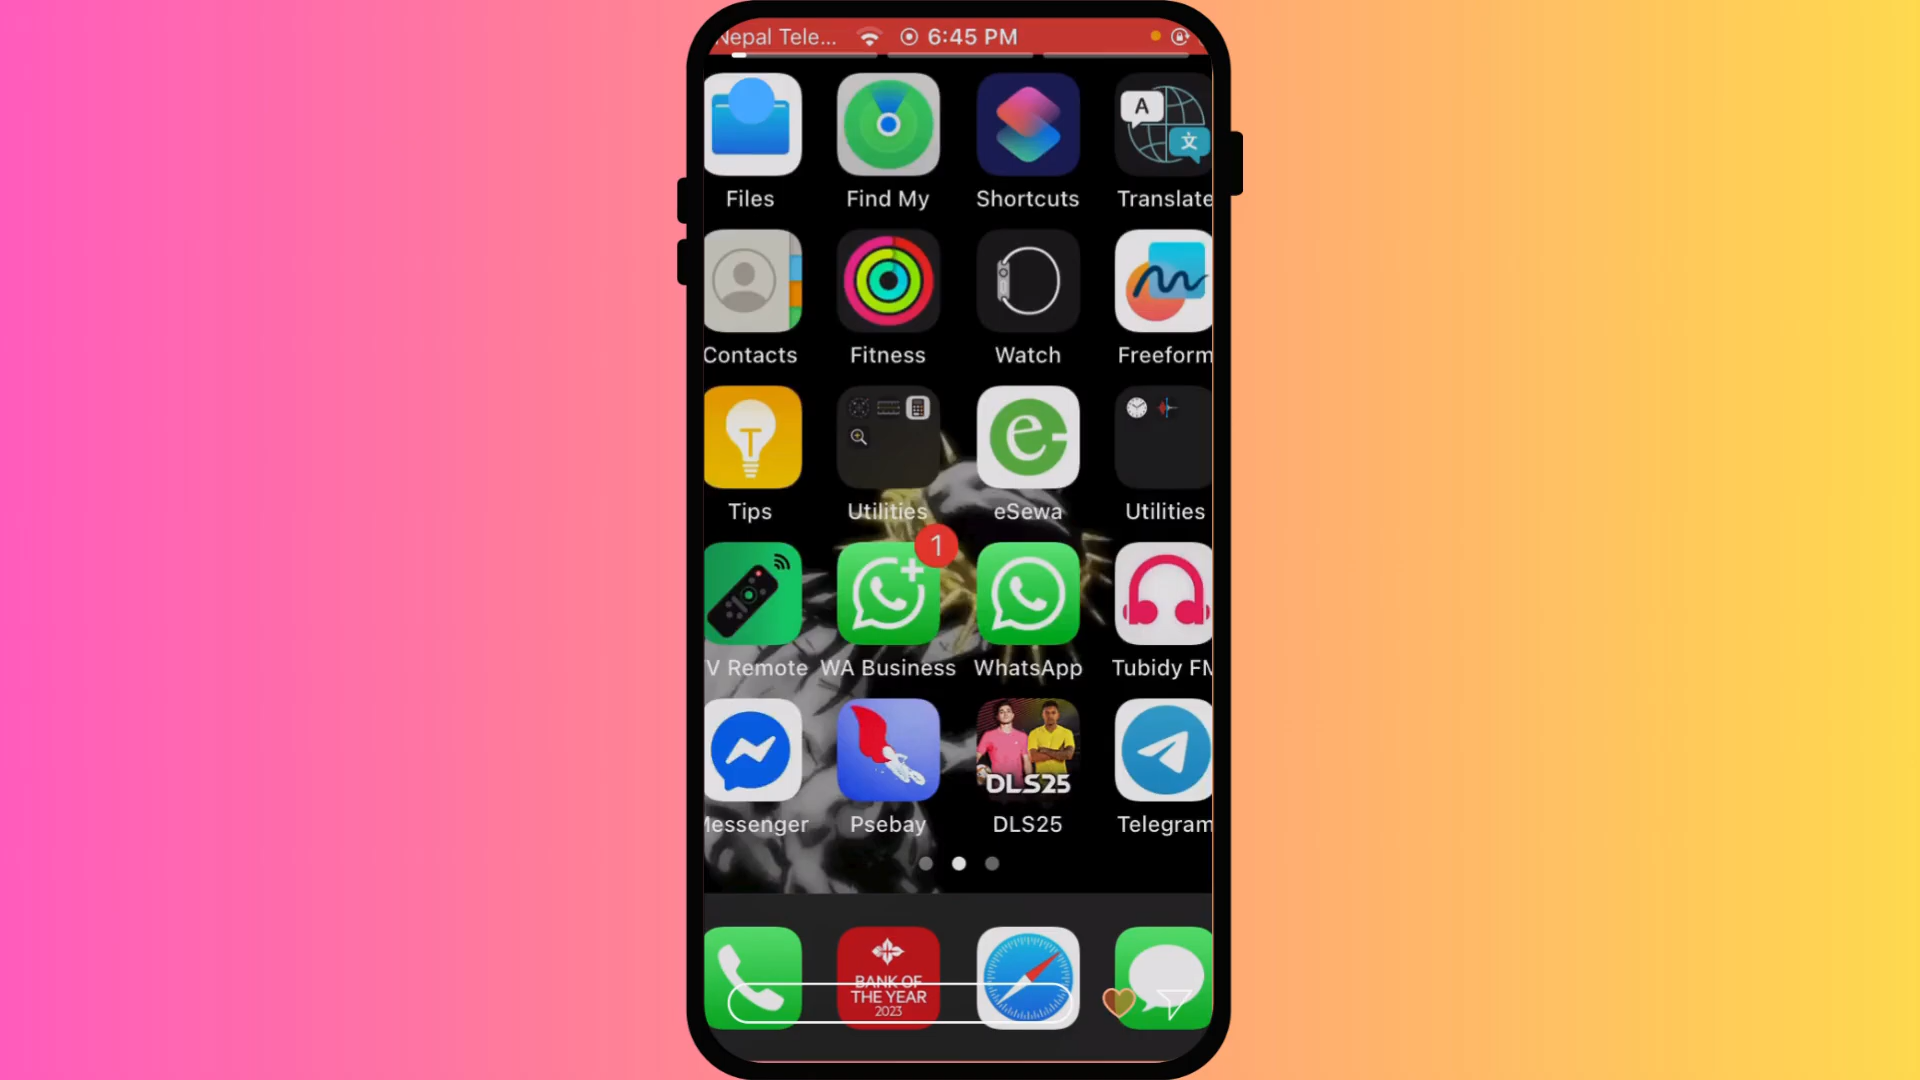 Nepal Tele... 6:45 PM
A 文
Files Find My Shortcuts Translate
Contacts Fitness Watch Freeform
Tips Utilities eSewa Utilities
1
V Remote WA Business WhatsApp Tubidy FM
DLS25
Messenger Psebay DLS25 Telegram
BANK OF
THE YEAR
2023